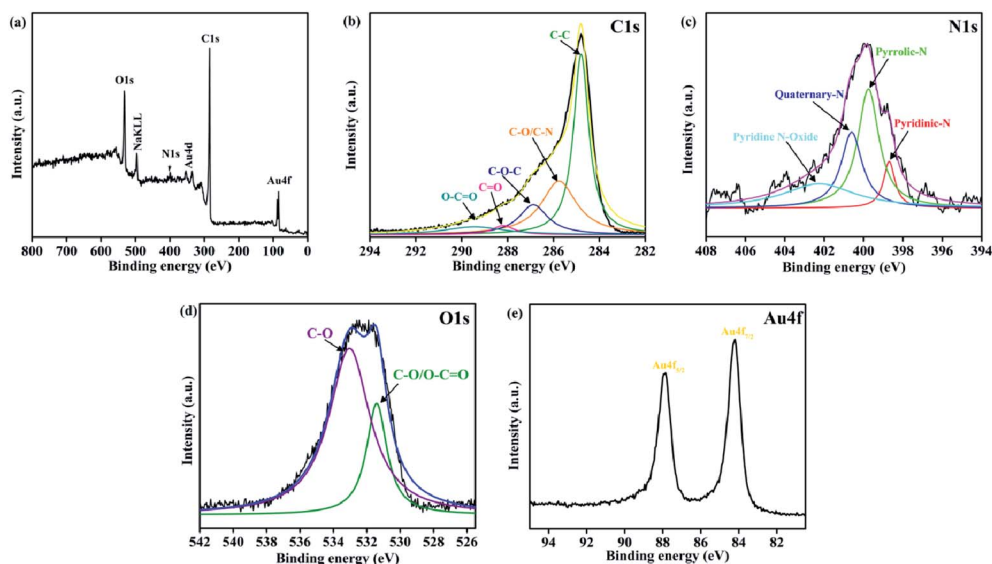 (a)
C1s
O1s
NaKLL
N1s
Au4d
Au4f
Intensity (a.u.)
800 700 600 500 400 300 200 100 0
Binding energy (eV)
(b)
C1s
C-C
C-O/C-N
C-O-C
C=O
O-C=O
Intensity (a.u.)
294 292 290 288 286 284 282
Binding energy (eV)
(c)
N1s
Pyrrolic-N
Quaternary-N
Pyridinic-N
Pyridine N-Oxide
Intensity (a.u.)
408 406 404 402 400 398 396 394
Binding energy (eV)
(d)
O1s
C-O
C-O/O-C=O
Intensity (a.u.)
542 540 538 536 534 532 530 528 526
Binding energy (eV)
(e)
Au4f
Au4f7/2
Au4f5/2
Intensity (a.u.)
94 92 90 88 86 84 82
Binding energy (eV)